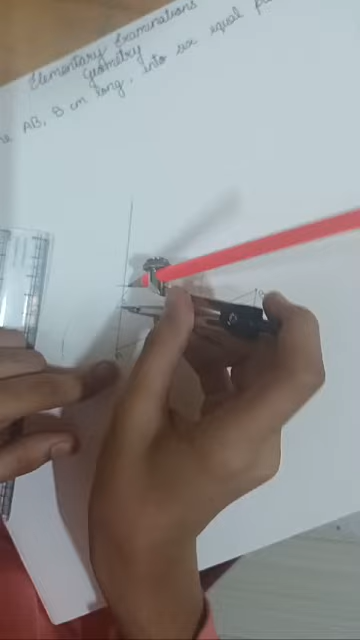 Elementary Examinations
Geometry
AB, 8 cm long, into six equal